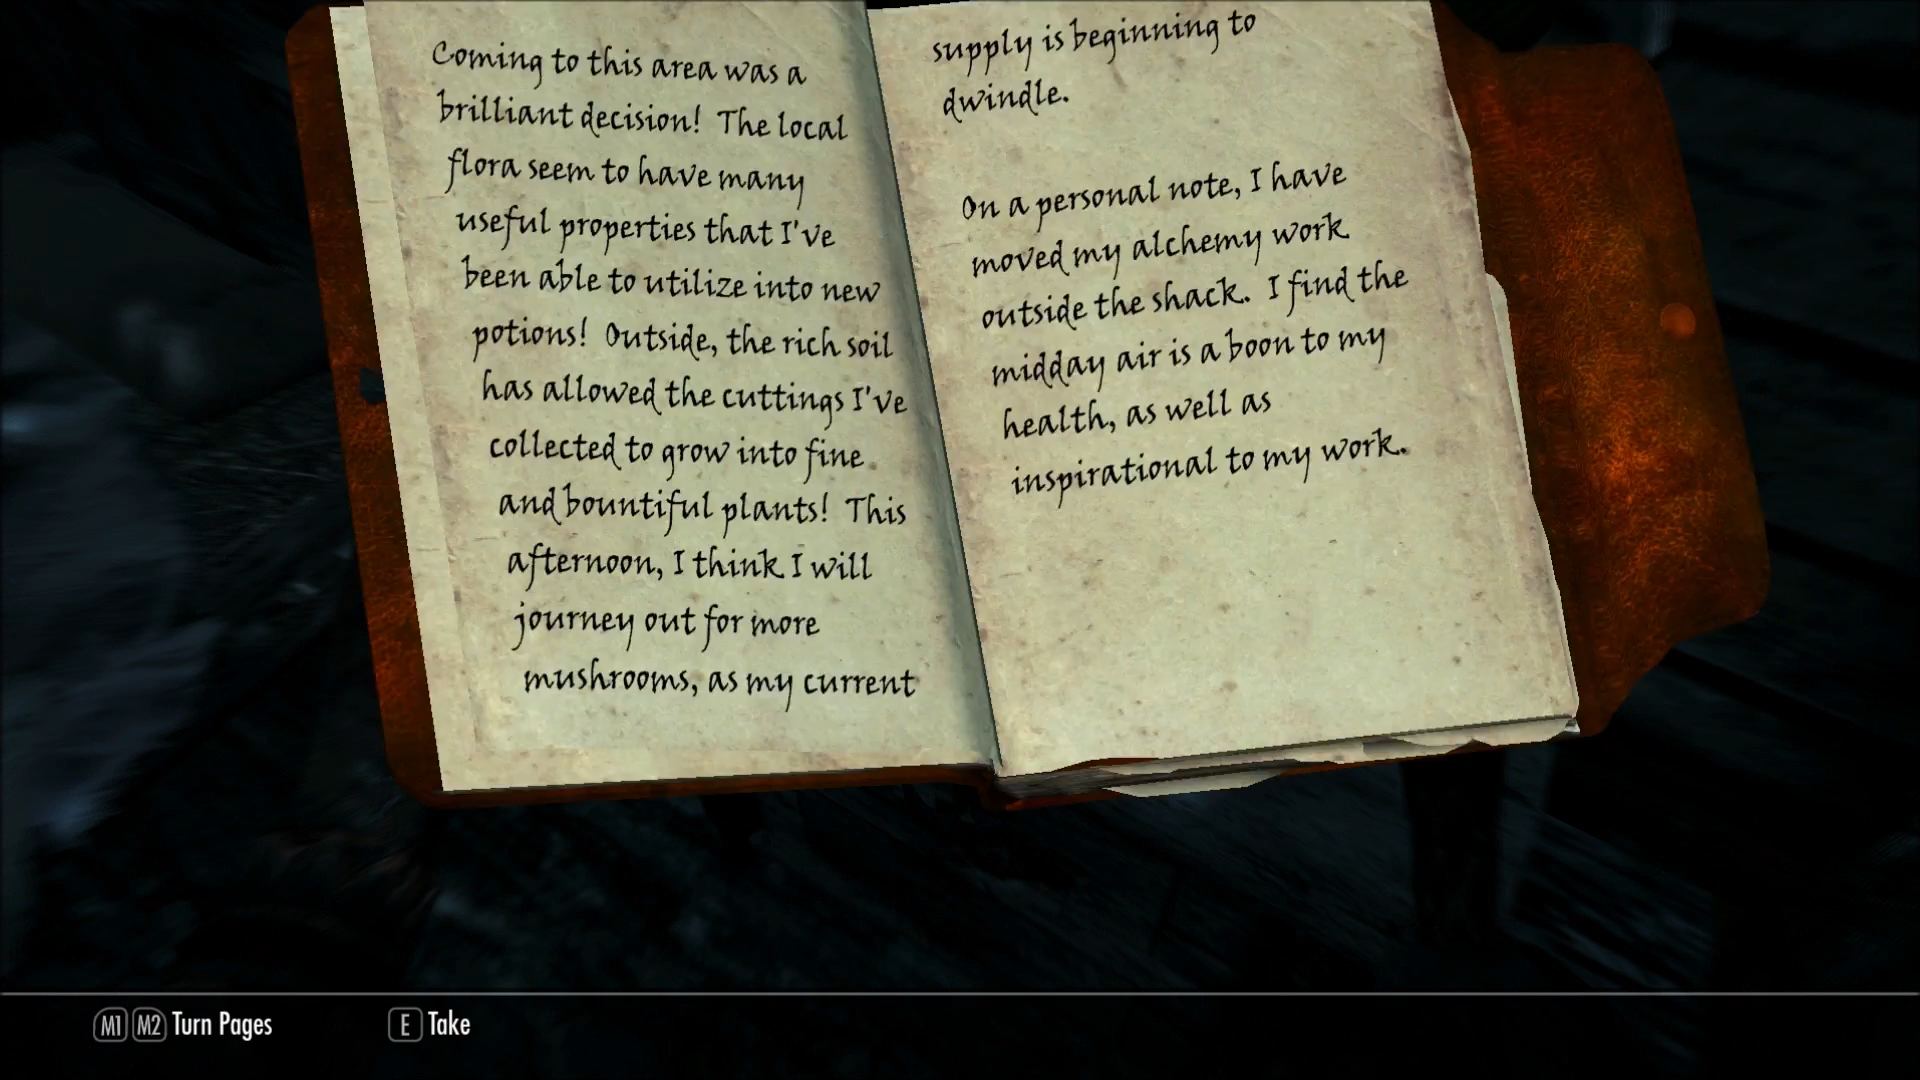 Coming to this area was a
brilliant decision! The local
flora seem to have many
useful properties that I've
been able to utilize into new
potions! Outside, the rich soil
has allowed the cuttings I've
collected to grow into fine
and bountiful plants! This
afternoon, I think I will
journey out for more
mushrooms, as my current
supply is beginning to
dwindle.
On a personal note, I have
moved my alchemy work
outside the shack. I find the
midday air is a boon to my
health, as well as
inspirational to my work.
M1 M2 Turn Pages
E Take